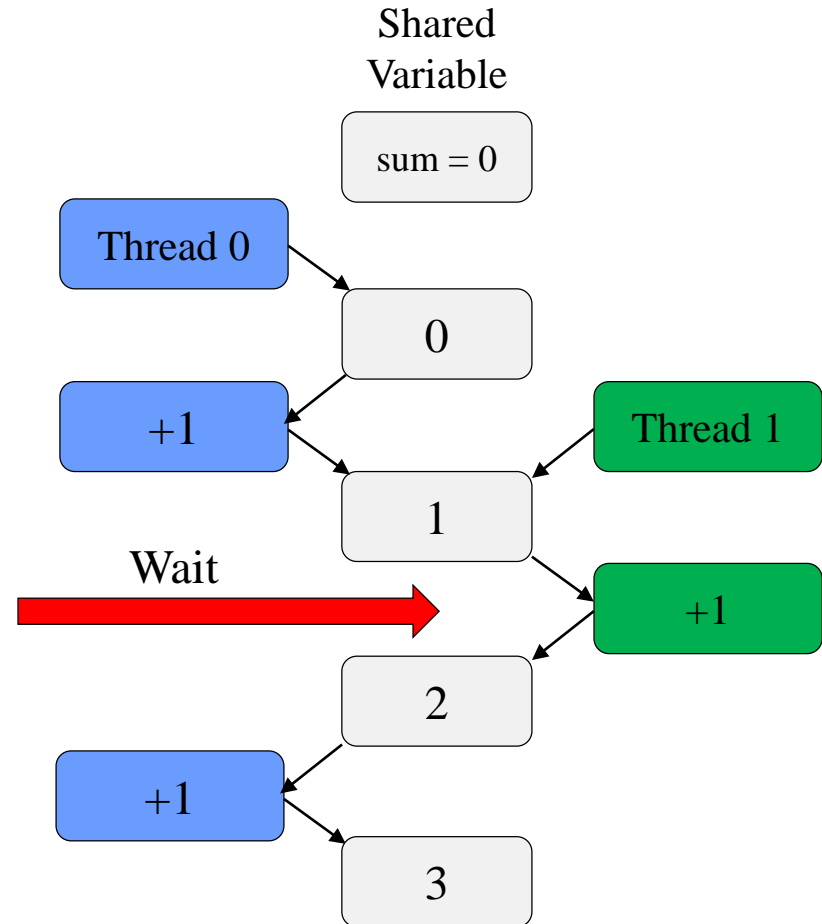 Shared
Variable
sum = 0
Thread 0
0
+1
Thread 1
1
Wait
+1
2
+1
3